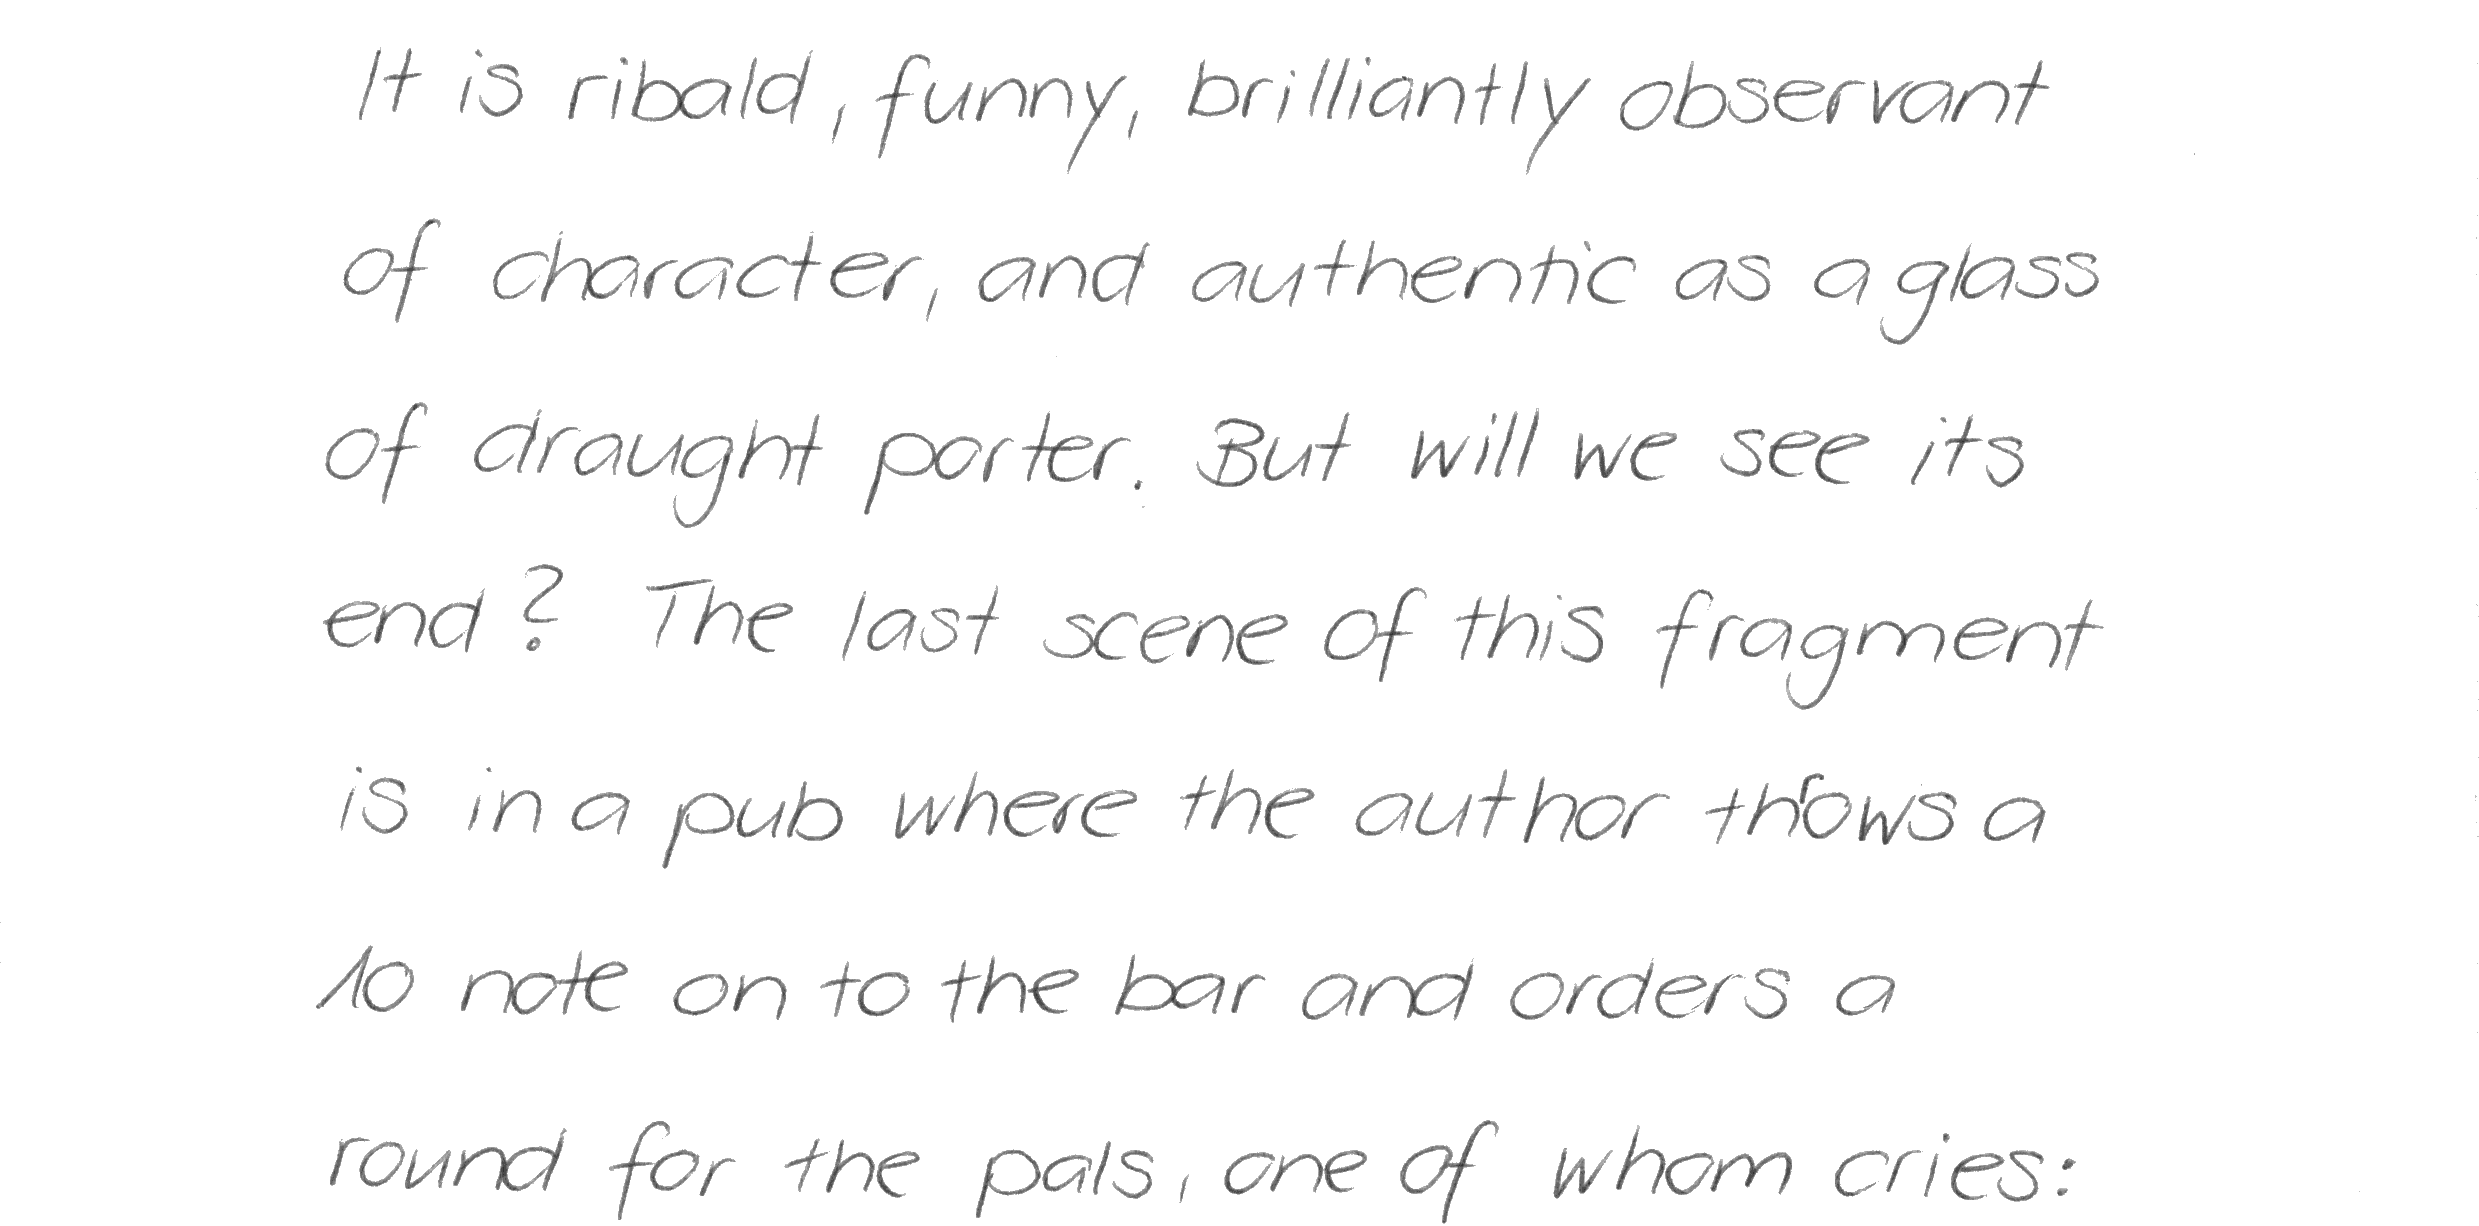 It is ribald, funny, brilliantly observant
of character, and authentic as a glass
of draught porter. But will we see its
end? The last scene of this fragment
is in a pub where the author throws a
10 note on to the bar and orders a
round for the pals, one of whom cries: